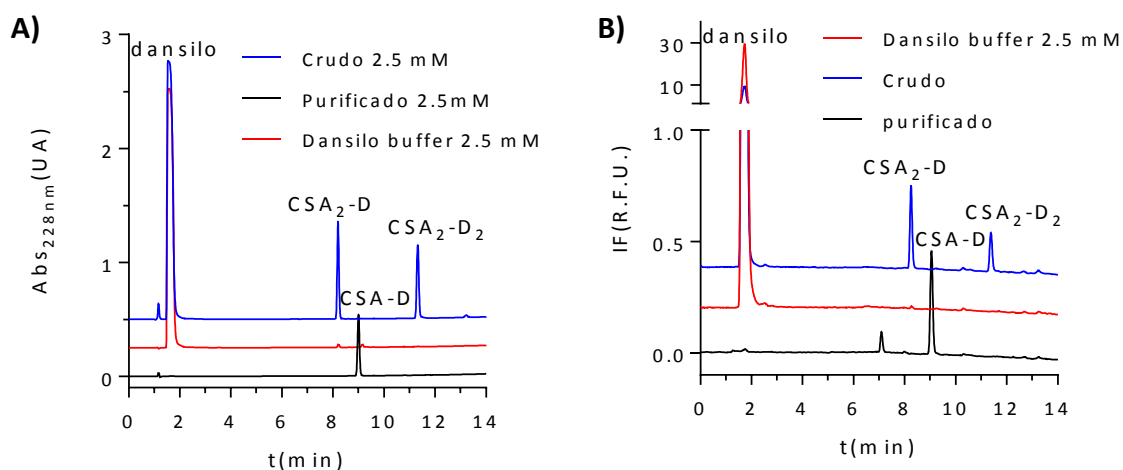 A)
3
2
1
0
Abs228nm(UA)
dansilo
Crudo 2.5 mM
Purificado 2.5mM
Dansilo buffer 2.5 mM
CSA2-D
CSA2-D2
CSA-D
0 2 4 6 8 10 12 14
t(min)
B)
30
10
1.0
0.5
0.0
IF(R.F.U.)
dansilo
Dansilo buffer 2.5 mM
Crudo
purificado
CSA2-D
CSA2-D2
CSA-D
0 2 4 6 8 10 12 14
t(min)